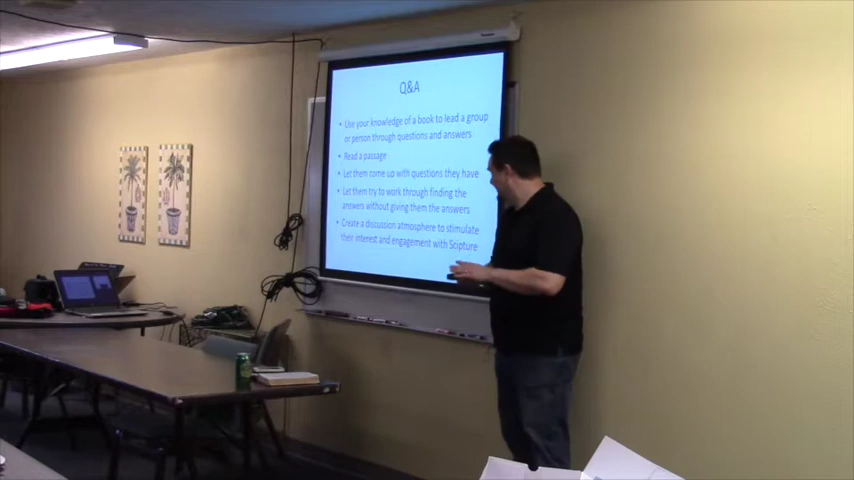 Q&A
• Use your knowledge of a book to lead a group
or person through questions and answers
• Read a passage
• Let them come up with questions they have
• Let them try to work through finding the
answers without giving them the answers
• Create a discussion atmosphere to stimulate
their interest and engagement with Scipture